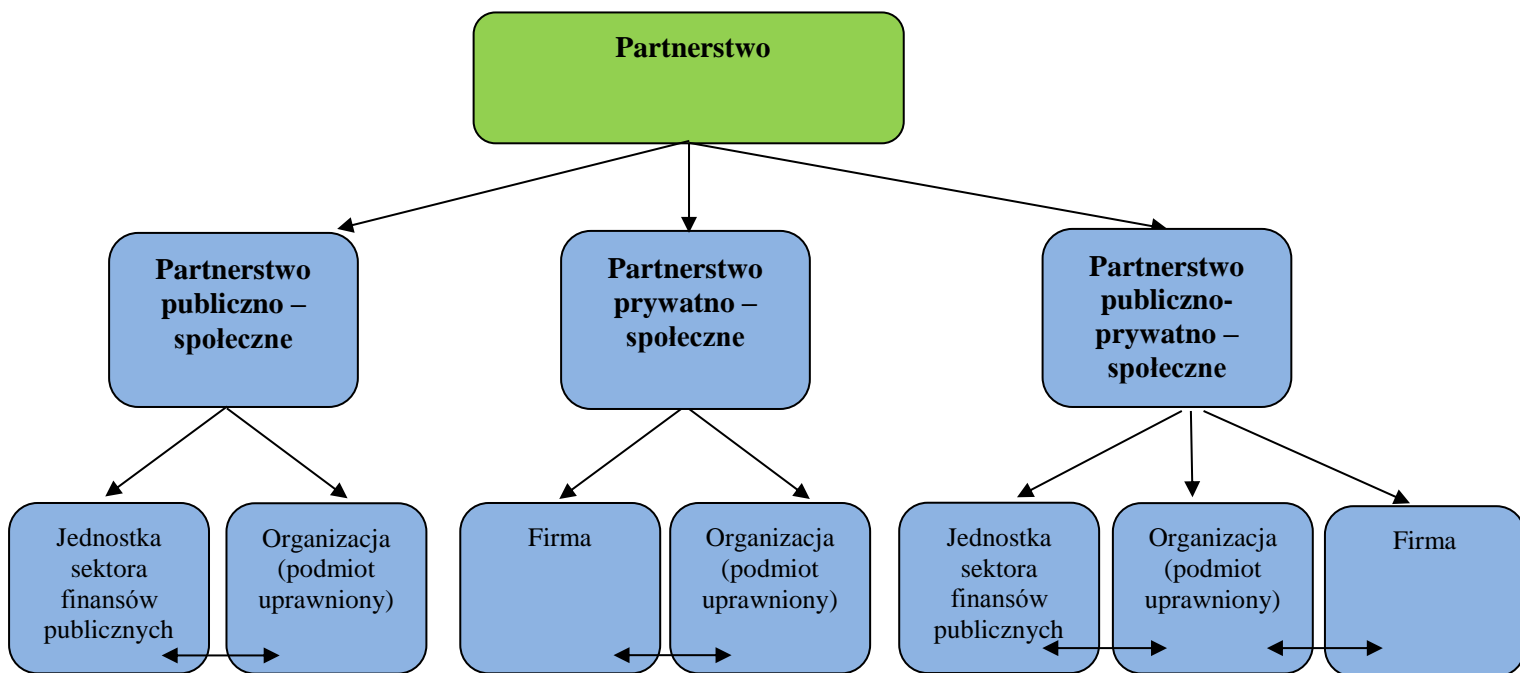 Partnerstwo
Partnerstwo
publiczno –
społeczne
Partnerstwo
prywatno –
społeczne
Partnerstwo
publiczno-
prywatno –
społeczne
Jednostka
sektora
finansów
publicznych
Organizacja
(podmiot
uprawniony)
Firma
Organizacja
(podmiot
uprawniony)
Jednostka
sektora
finansów
publicznych
Organizacja
(podmiot
uprawniony)
Firma